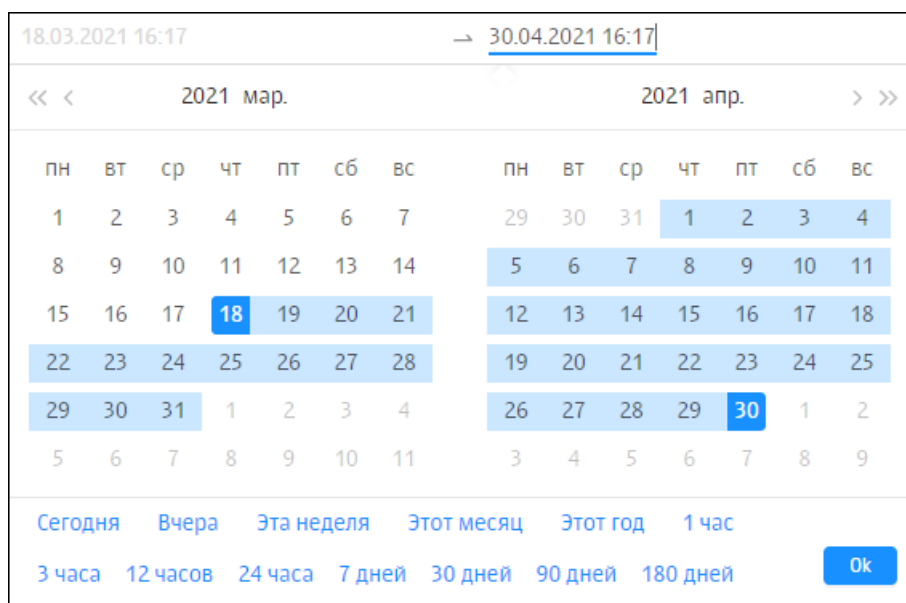 18.03.2021 16:17 → 30.04.2021 16:17
<< < 2021 мар. 2021 апр. > >>
пн вт ср чт пт сб вс пн вт ср чт пт сб вс
1 2 3 4 5 6 7 29 30 31 1 2 3 4
8 9 10 11 12 13 14 5 6 7 8 9 10 11
15 16 17 18 19 20 21 12 13 14 15 16 17 18
22 23 24 25 26 27 28 19 20 21 22 23 24 25
29 30 31 1 2 3 4 26 27 28 29 30 1 2
5 6 7 8 9 10 11 3 4 5 6 7 8 9
Сегодня Вчера Эта неделя Этот месяц Этот год 1 час
3 часа 12 часов 24 часа 7 дней 30 дней 90 дней 180 дней Ok